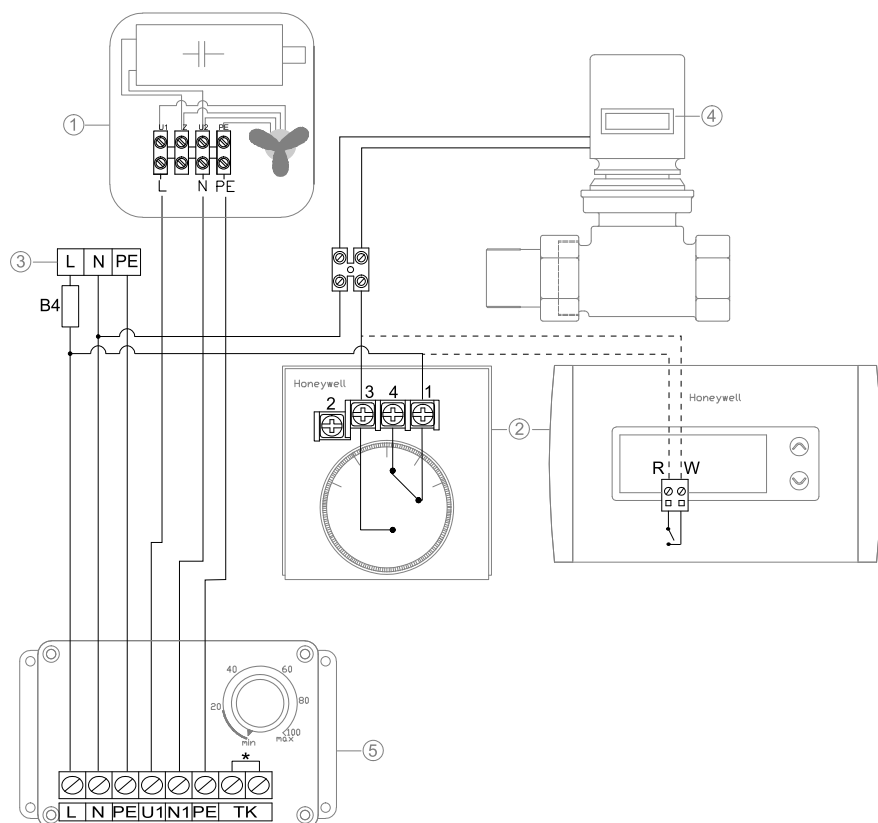 U1 Z U2 PE
① 
④
L N PE
③ L N PE
B4
Honeywell
2 3 4 1
②
Honeywell
R W
40 60
20 80
min max 100
⑤
*
L N PE U1 N1 PE TK